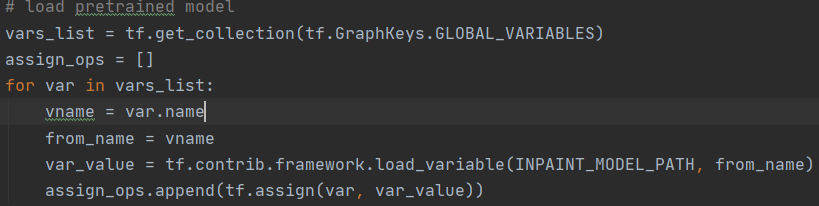 # load pretrained model
vars_list = tf.get_collection(tf.GraphKeys.GLOBAL_VARIABLES)
assign_ops = []
for var in vars_list:
    vname = var.name
    from_name = vname
    var_value = tf.contrib.framework.load_variable(INPAINT_MODEL_PATH, from_name)
    assign_ops.append(tf.assign(var, var_value))